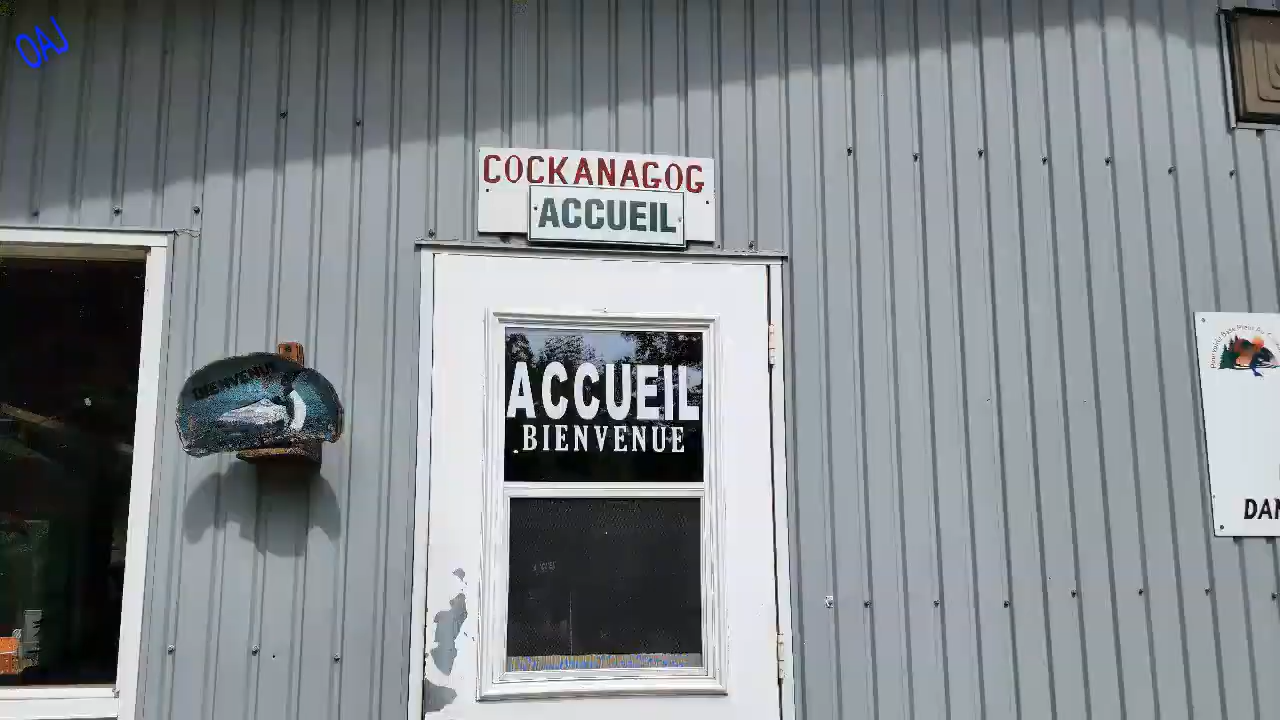 OAJ
COCKANAGOG
ACCUEIL
BIENVENUE
ACCUEIL
BIENVENUE
DAN